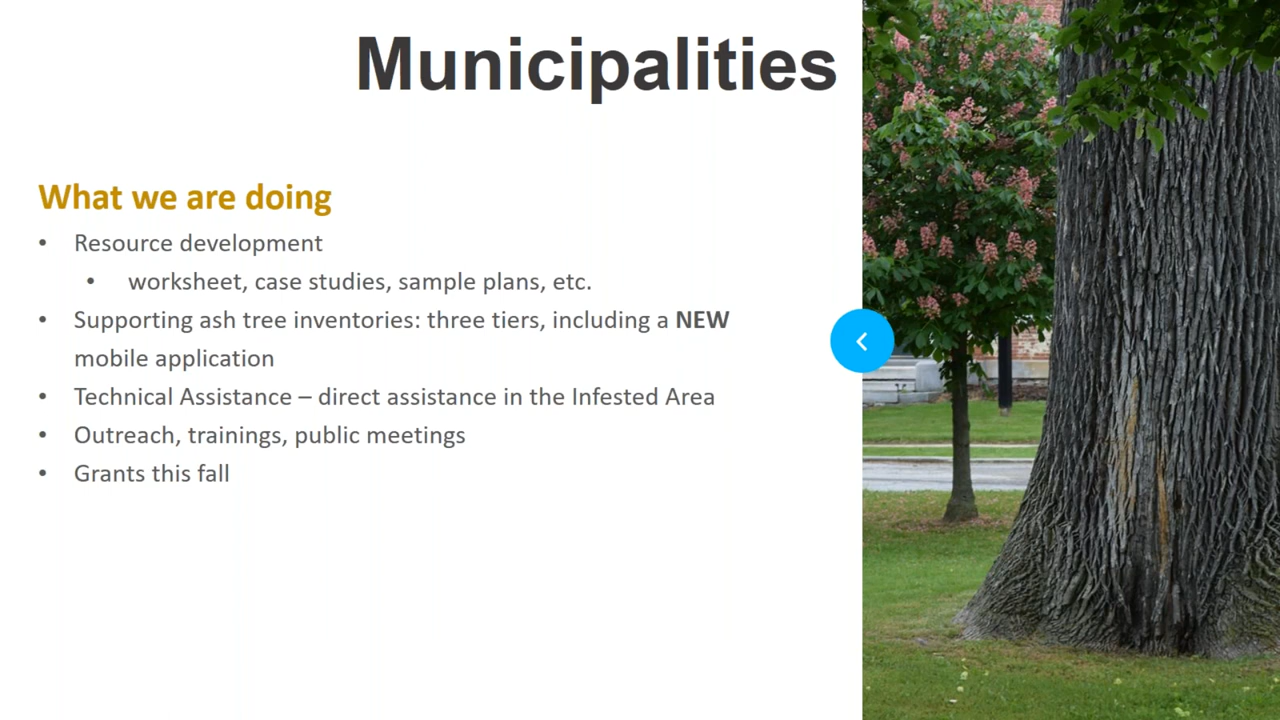 Municipalities
What we are doing
• Resource development
• worksheet, case studies, sample plans, etc.
• Supporting ash tree inventories: three tiers, including a NEW
mobile application
• Technical Assistance – direct assistance in the Infested Area
• Outreach, trainings, public meetings
• Grants this fall